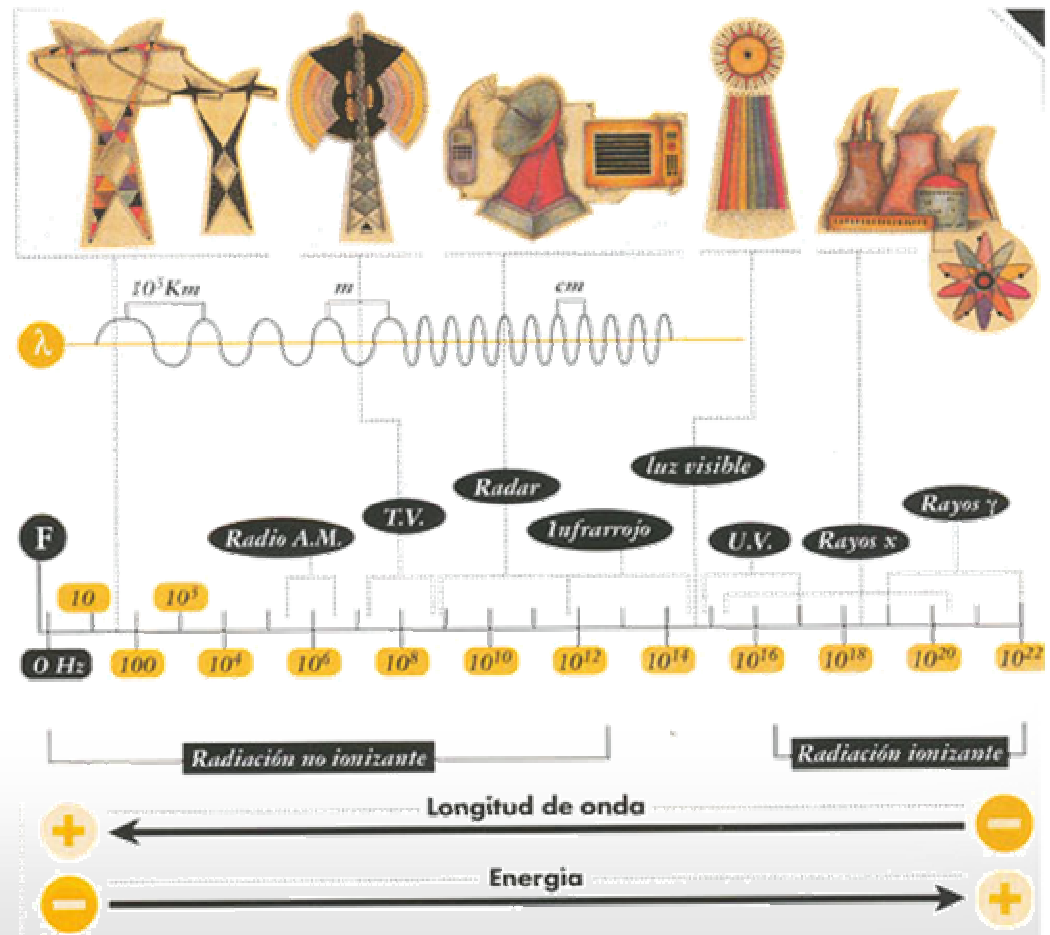 10⁵Km
m
cm
λ
luz visible
Radar
Rayos γ
T.V.
Infrarrojo
Radio A.M.
U.V.
Rayos x
F
10
10³
0 Hz
100
10⁴
10⁶
10⁸
10¹⁰
10¹²
10¹⁴
10¹⁶
10¹⁸
10²⁰
10²²
Radiación no ionizante
Radiación ionizante
Longitud de onda
+
−
Energia
−
+